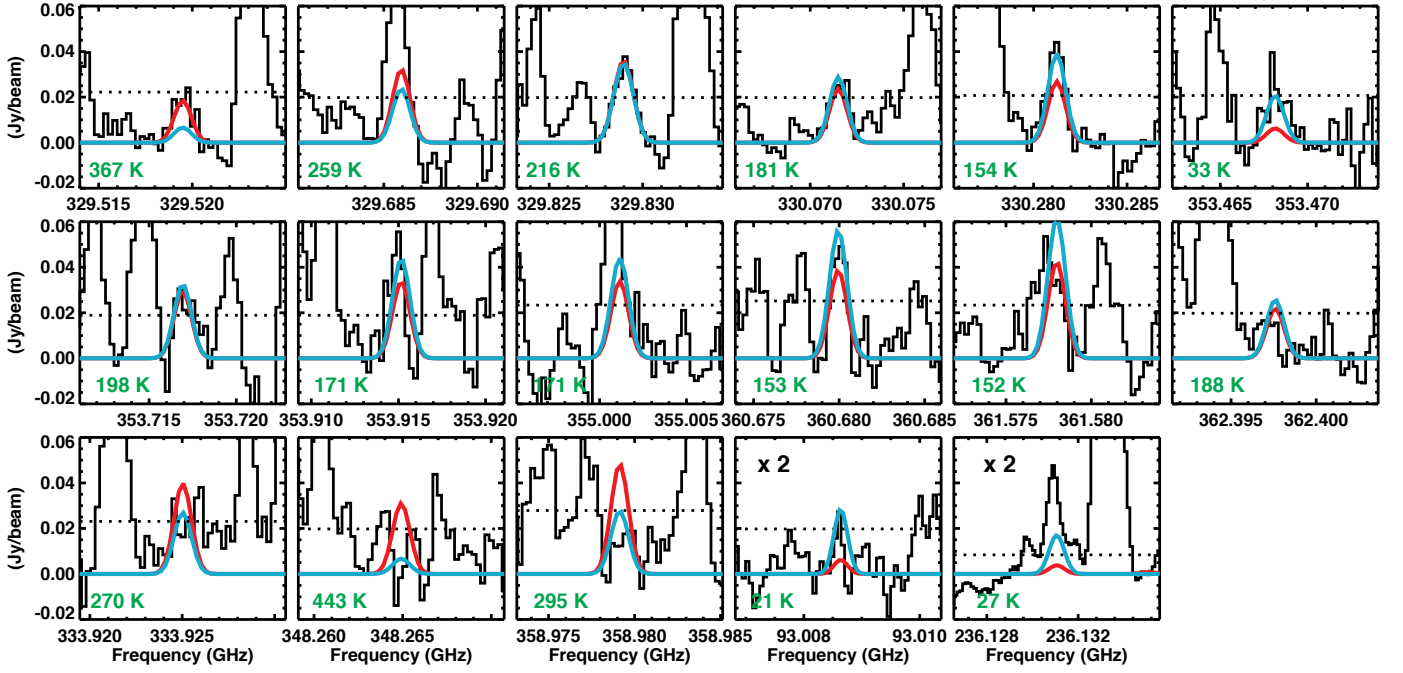 0.06
0.04
0.02
0.00
-0.02
(Jy/beam)
367 K
259 K
216 K
181 K
154 K
33 K
329.515 329.520
329.685 329.690
329.825 329.830
330.070 330.075
330.280 330.285
353.465 353.470
0.06
0.04
0.02
0.00
-0.02
(Jy/beam)
198 K
171 K
171 K
153 K
152 K
188 K
353.715 353.720
353.910 353.915 353.920
355.000 355.005
360.675 360.680 360.685
361.575 361.580
362.395 362.400
0.06
0.04
0.02
0.00
-0.02
(Jy/beam)
x 2
x 2
270 K
443 K
295 K
21 K
27 K
333.920 333.925
348.260 348.265
358.975 358.980 358.985
93.008 93.010
236.128 236.132
Frequency (GHz)
Frequency (GHz)
Frequency (GHz)
Frequency (GHz)
Frequency (GHz)